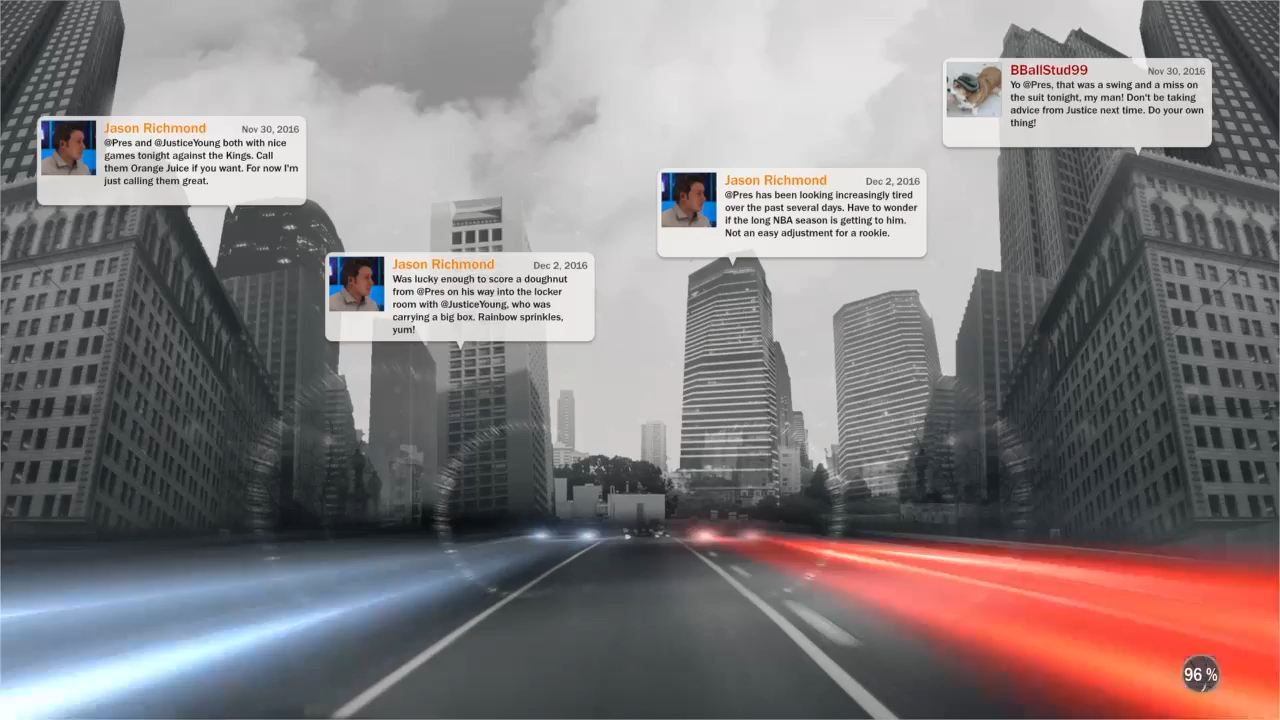 Jason Richmond Nov 30, 2016
@Pres and @JusticeYoung both with nice
games tonight against the Kings. Call
them Orange Juice if you want. For now I'm
just calling them great.
Jason Richmond Dec 2, 2016
Was lucky enough to score a doughnut
from @Pres on his way into the locker
room with @JusticeYoung, who was
carrying a big box. Rainbow sprinkles,
yum!
Jason Richmond Dec 2, 2016
@Pres has been looking increasingly tired
over the past several days. Have to wonder
if the long NBA season is getting to him.
Not an easy adjustment for a rookie.
BBallStud99 Nov 30, 2016
Yo @Pres, that was a swing and a miss on
the suit tonight, my man! Don't be taking
advice from Justice next time. Do your own
thing!
96 %